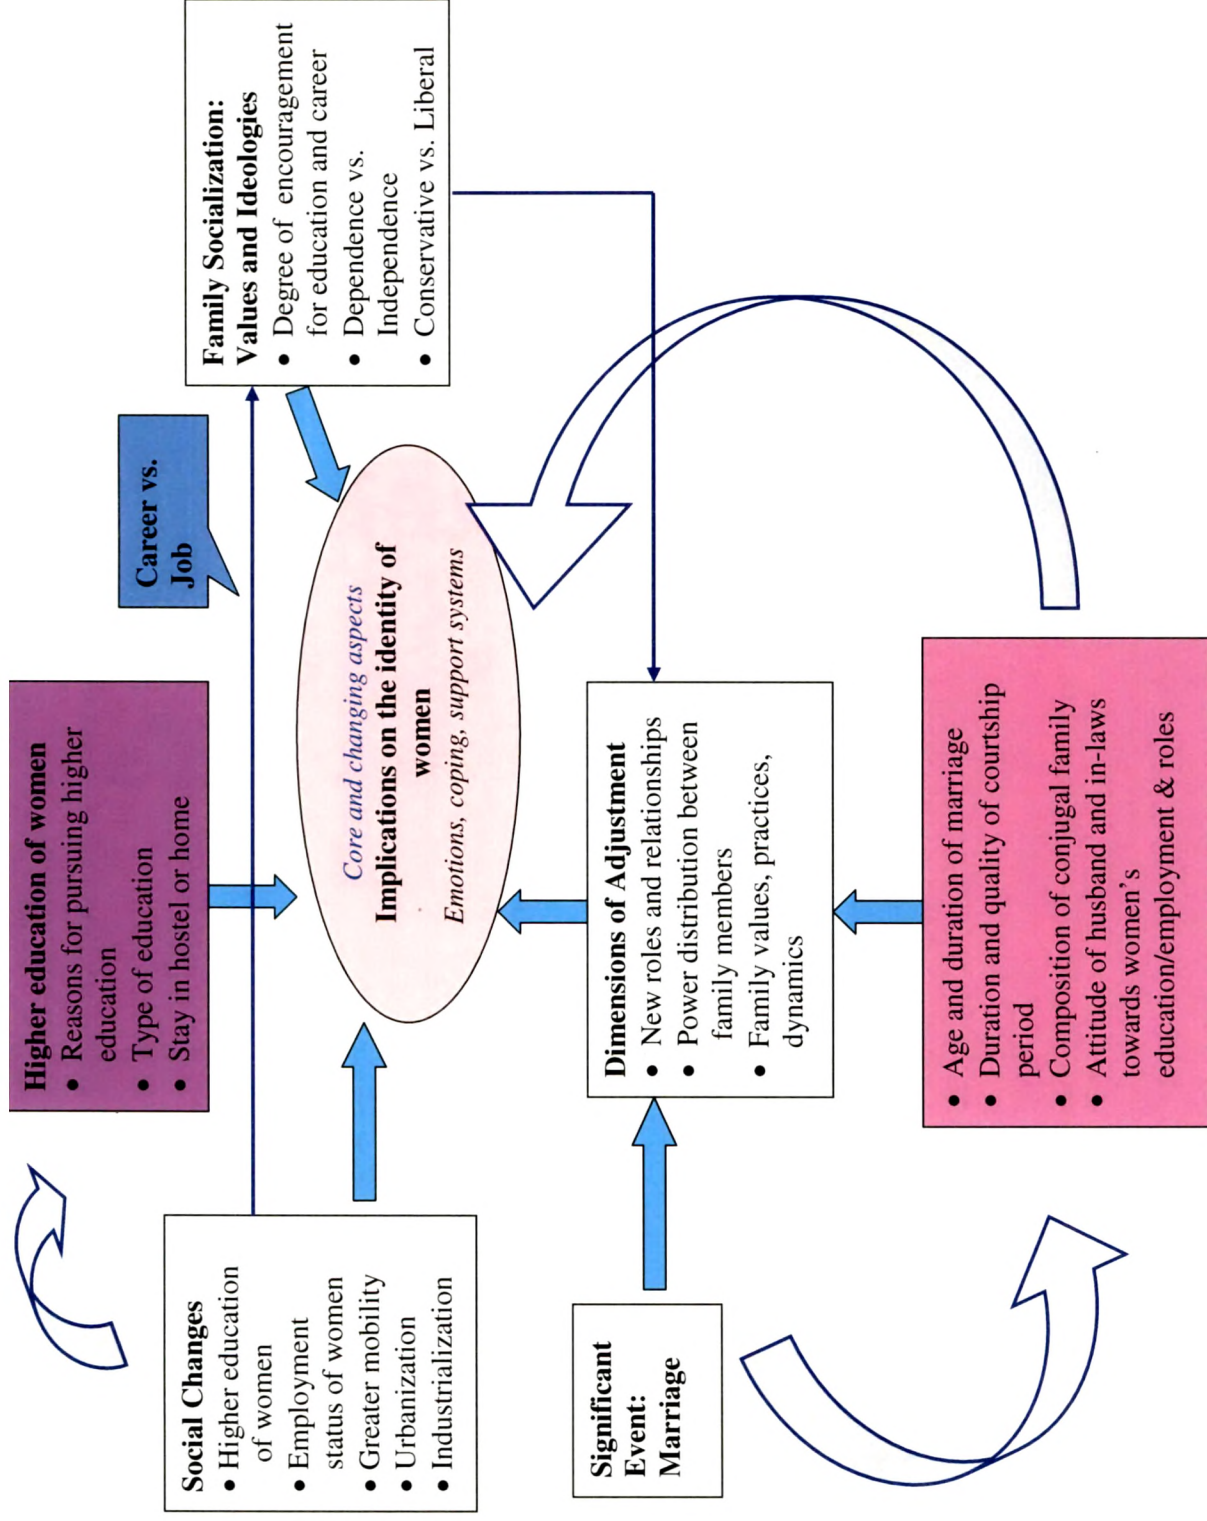 Higher education of women
• Reasons for pursuing higher
education
• Type of education
• Stay in hostel or home
Career vs.
Job
Social Changes
• Higher education
of women
• Employment
status of women
• Greater mobility
• Urbanization
• Industrialization
Core and changing aspects
Implications on the identity of
women
Emotions, coping, support systems
Family Socialization:
Values and Ideologies
• Degree of encouragement
for education and career
• Dependence vs.
Independence
• Conservative vs. Liberal
Significant
Event:
Marriage
Dimensions of Adjustment
• New roles and relationships
• Power distribution between
family members
• Family values, practices,
dynamics
• Age and duration of marriage
• Duration and quality of courtship
period
• Composition of conjugal family
• Attitude of husband and in-laws
towards women's
education/employment & roles